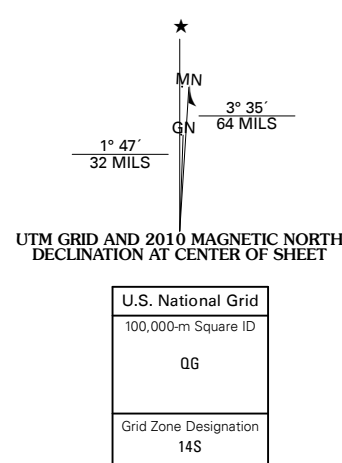 ★
MN
GN
3° 35´
64 MILS
1° 47´
32 MILS
UTM GRID AND 2010 MAGNETIC NORTH
DECLINATION AT CENTER OF SHEET
U.S. National Grid
100,000-m Square ID
QG
Grid Zone Designation
14S